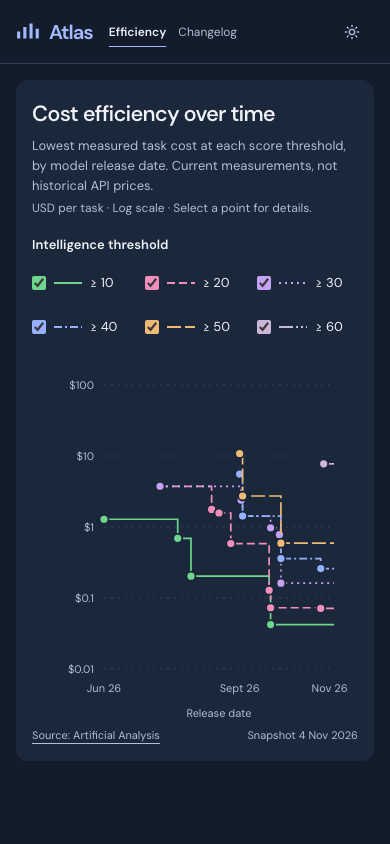 Atlas Efficiency Changelog
Cost efficiency over time
Lowest measured task cost at each score threshold,
by model release date. Current measurements, not
historical API prices.
USD per task · Log scale · Select a point for details.
Intelligence threshold
≥ 10 ≥ 20 ≥ 30
≥ 40 ≥ 50 ≥ 60
$100
$10
$1
$0.1
$0.01
Jun 26 Sept 26 Nov 26
Release date
Source: Artificial Analysis Snapshot 4 Nov 2026